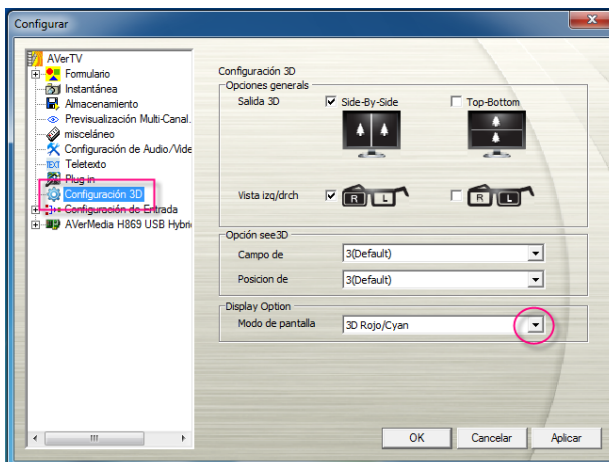 Configurar
AVerTV
Formulario
Instantánea
Almacenamiento
Previsualización Multi-Canal.
misceláneo
Configuración de Audio/Vide
TEXT Teletexto
Plug-in
Configuración 3D
Configuración de Entrada
AVerMedia H869 USB Hybri
Configuración 3D
Opciones generals
Salida 3D Side-By-Side Top-Bottom
Vista izq/drch R L R L
Opción see3D
Campo de 3(Default)
Posicion de 3(Default)
Display Option
Modo de pantalla 3D Rojo/Cyan
OK Cancelar Aplicar